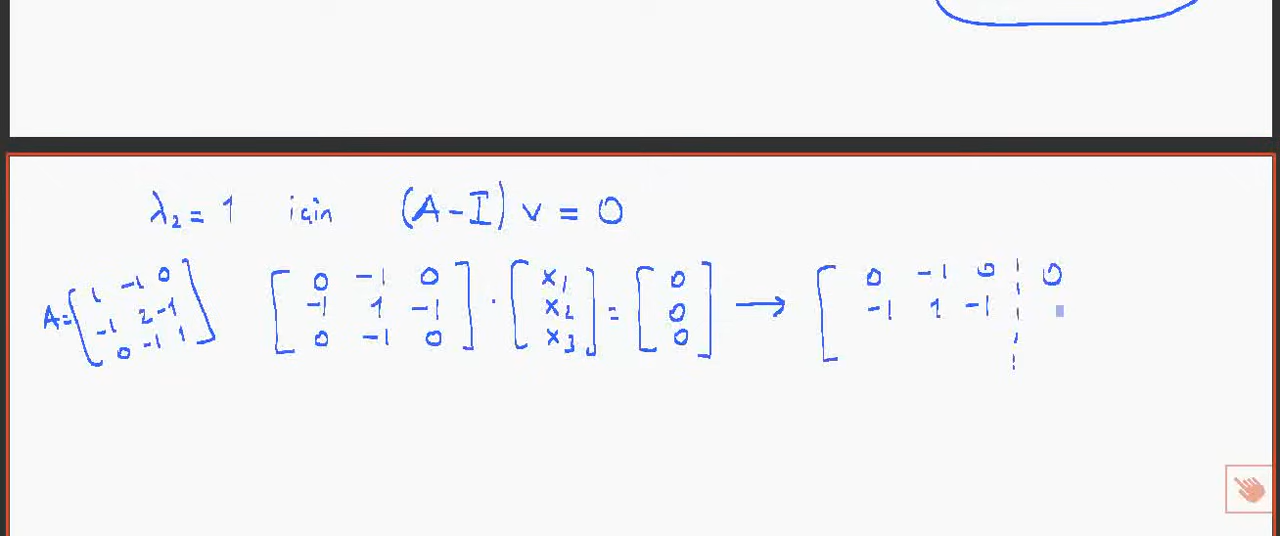 λ₂ = 1 için (A - I) v = 0
A = [1 -1 0; -1 2 -1; 0 -1 1] [0 -1 0; -1 1 -1; 0 -1 0] · [x₁; x₂; x₃] = [0; 0; 0] → [0 -1 0 ¦ 0; -1 1 -1 ¦